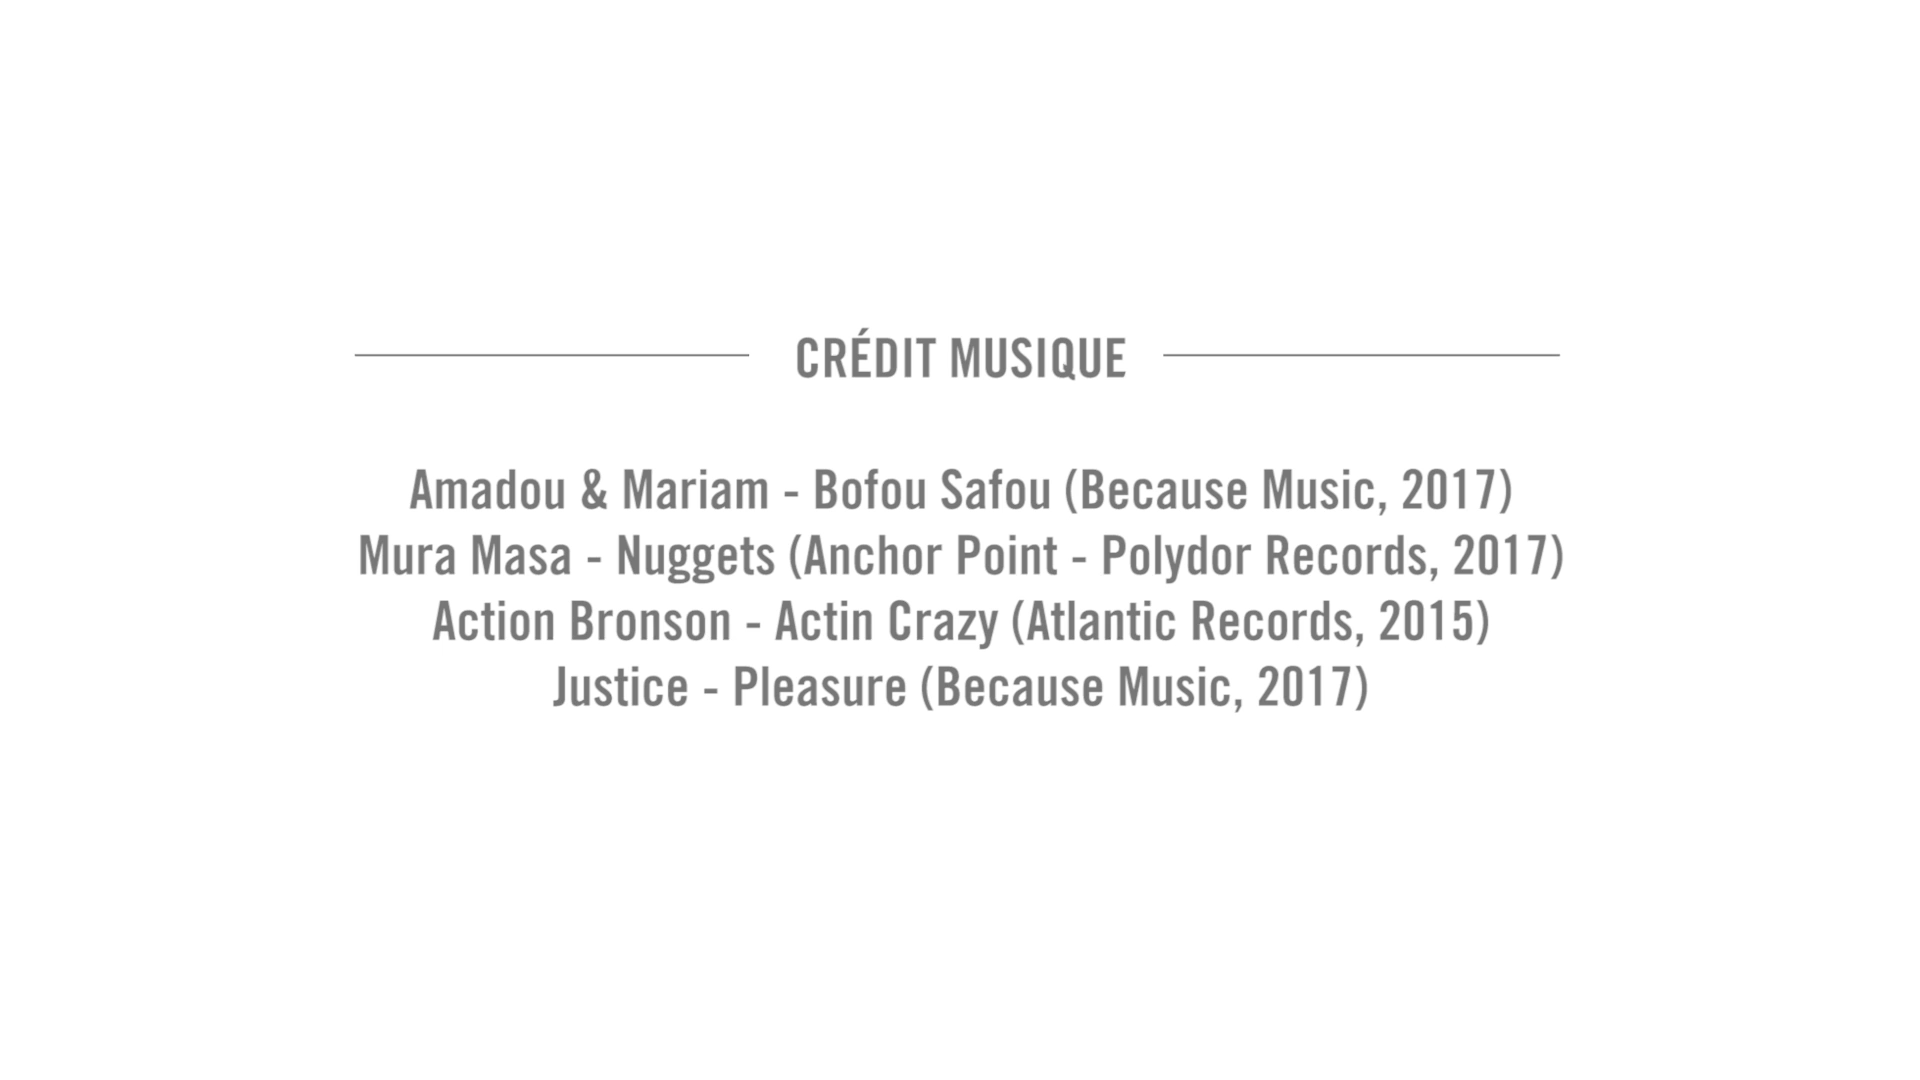 CRÉDIT MUSIQUE
Amadou & Mariam - Bofou Safou (Because Music, 2017)
Mura Masa - Nuggets (Anchor Point - Polydor Records, 2017)
Action Bronson - Actin Crazy (Atlantic Records, 2015)
Justice - Pleasure (Because Music, 2017)